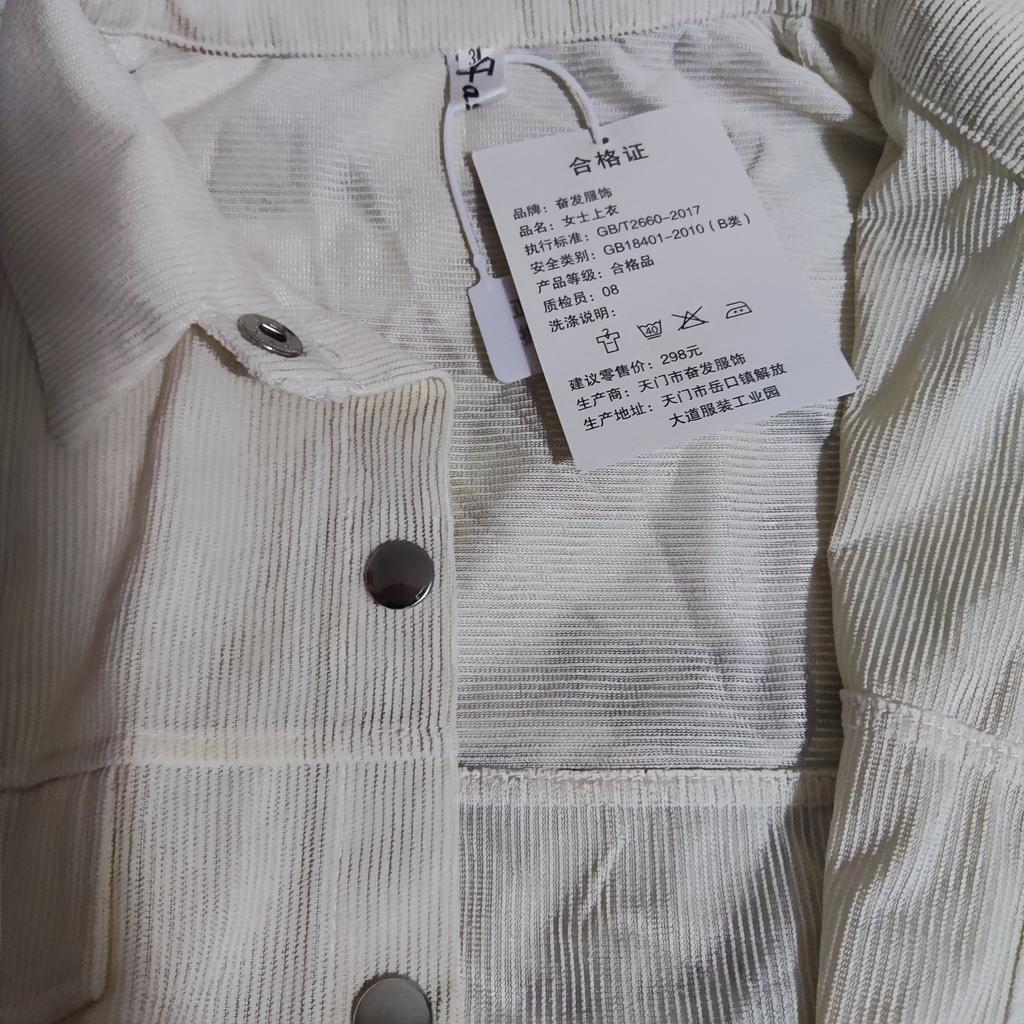 合格证
品牌：奋发服饰
品名：女士上衣
执行标准：GB/T2660-2017
安全类别：GB18401-2010（B类）
产品等级：合格品
质检员：08
洗涤说明：
40
建议零售价：298元
生产商：天门市奋发服饰
生产地址：天门市岳口镇解放
大道服装工业园